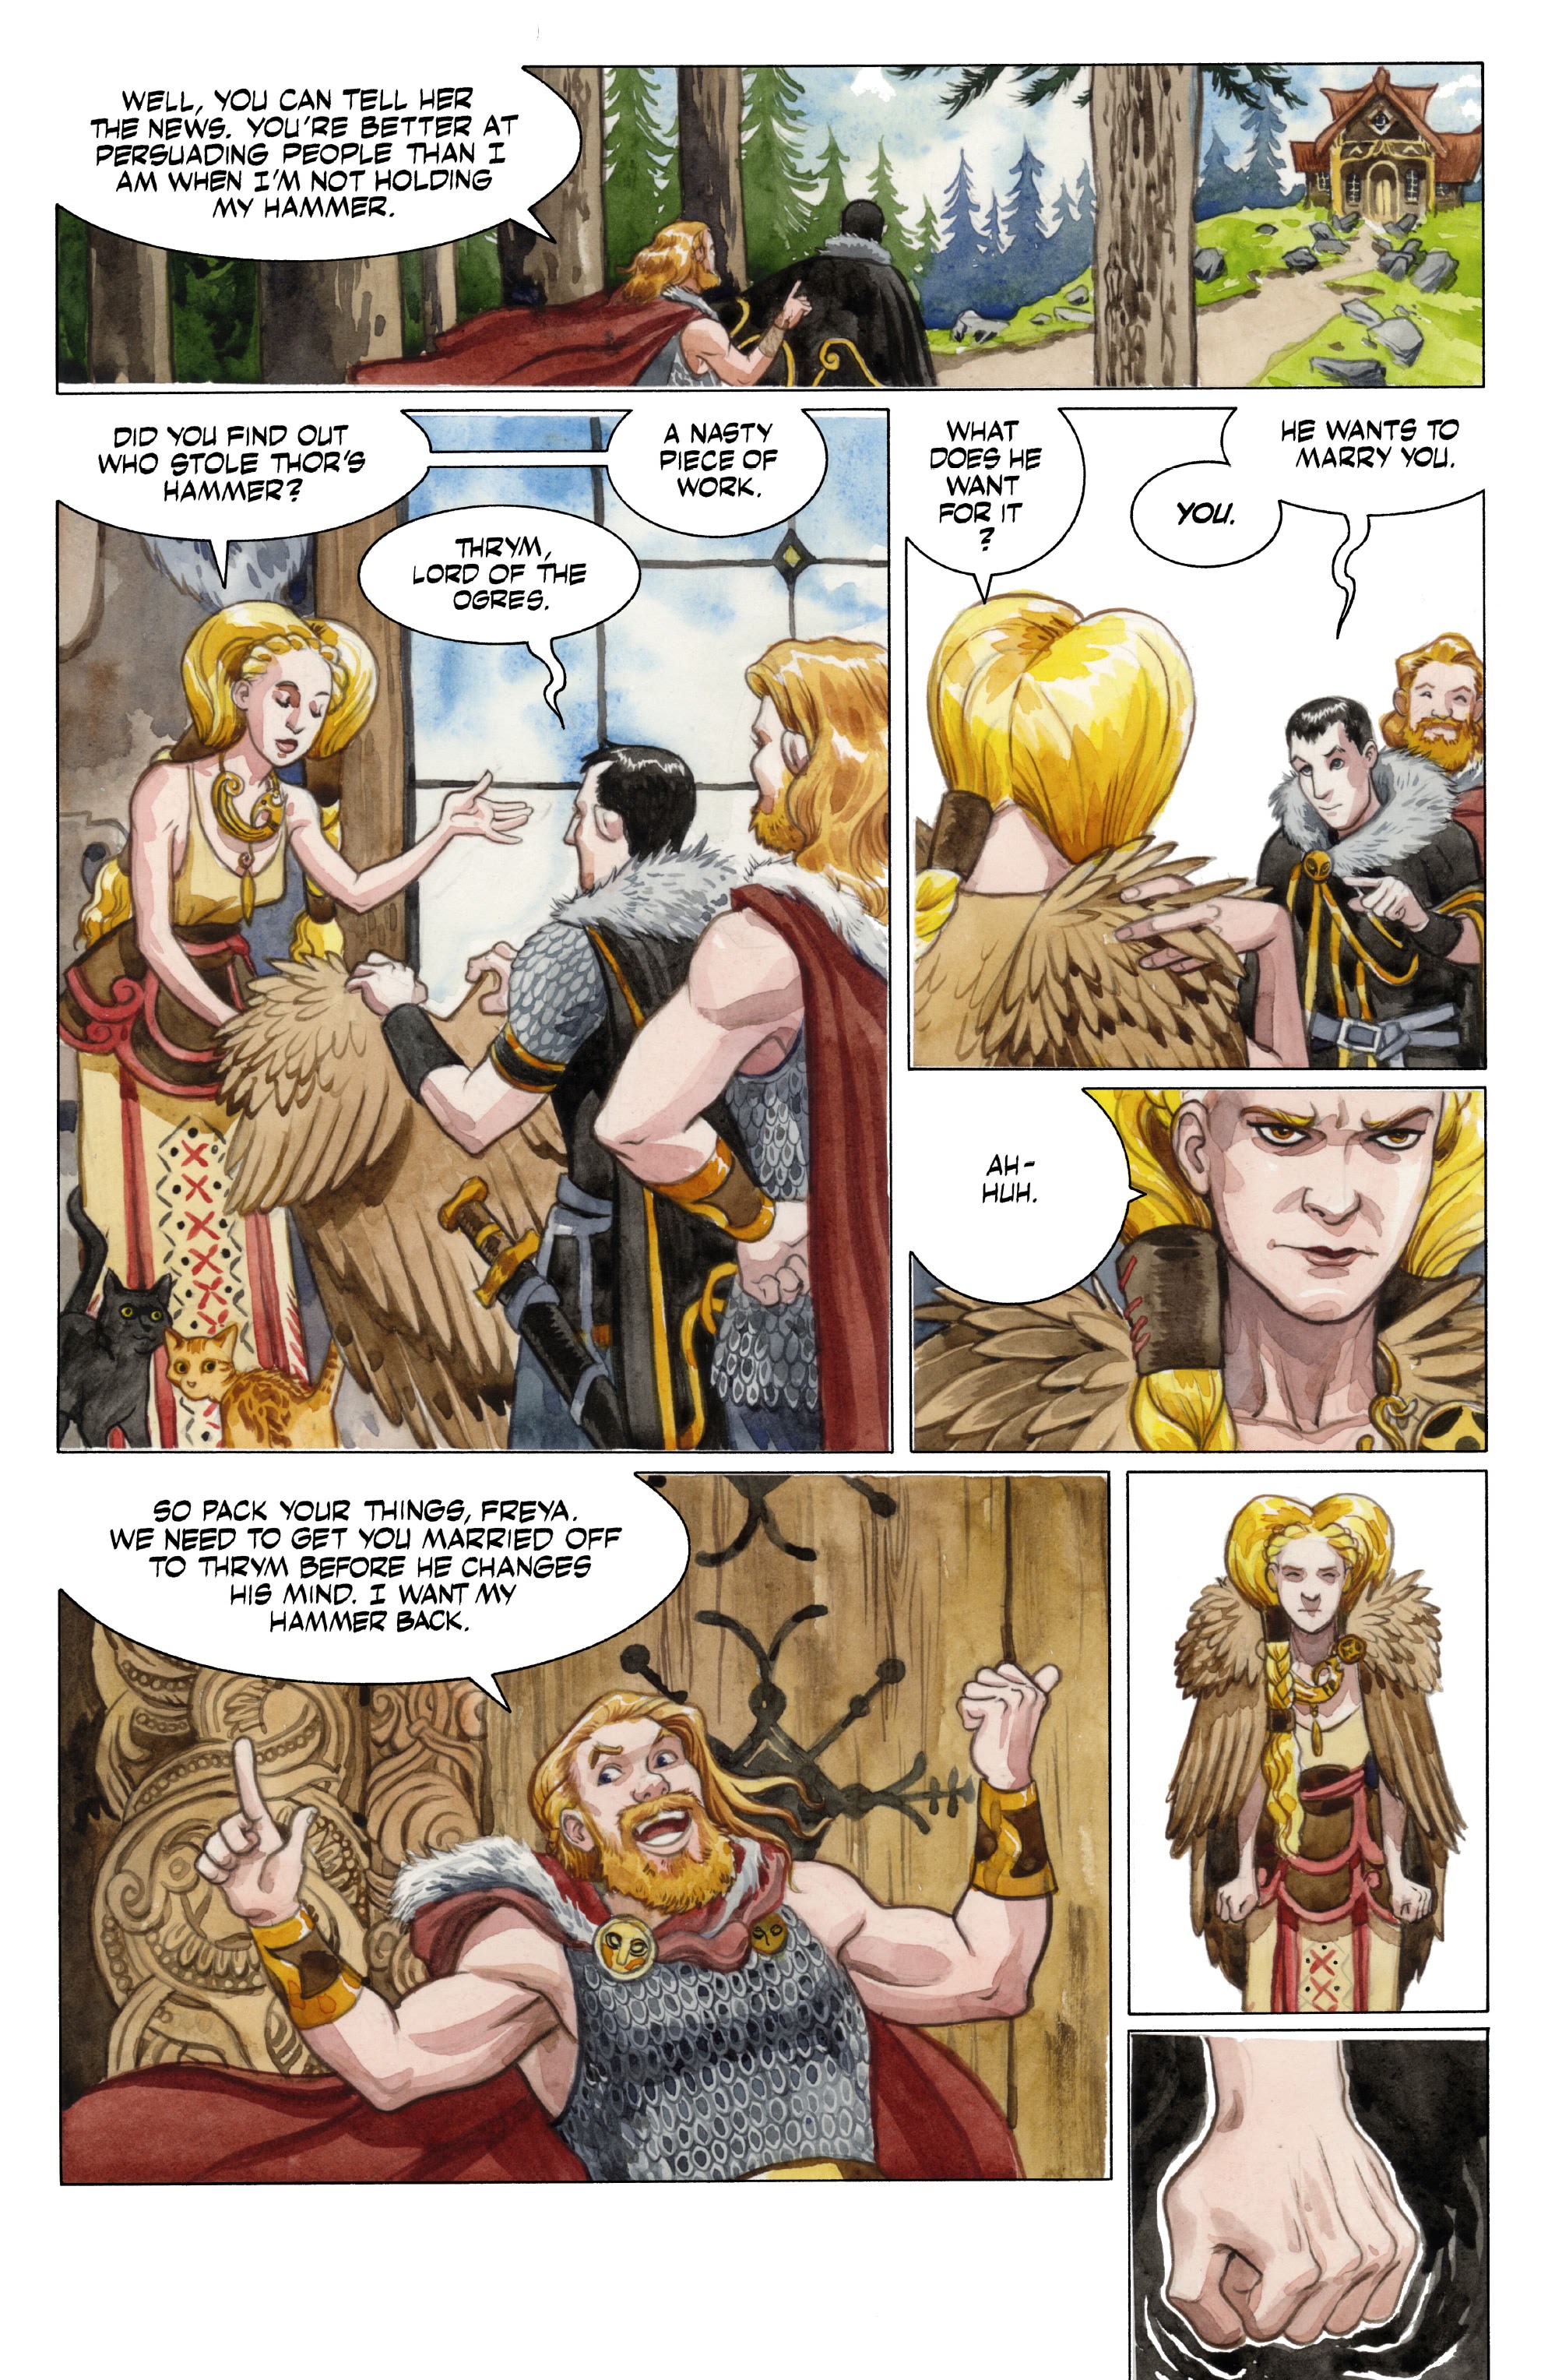 WELL, YOU CAN TELL HER
THE NEWS. YOU'RE BETTER AT
PERSUADING PEOPLE THAN I
AM WHEN I'M NOT HOLDING
MY HAMMER.
DID YOU FIND OUT
WHO STOLE THOR'S
HAMMER?
THRYM,
LORD OF THE
OGRES.
A NASTY
PIECE OF
WORK.
WHAT
DOES HE
WANT
FOR IT
?
YOU.
HE WANTS TO
MARRY YOU.
AH-
HUH.
SO PACK YOUR THINGS, FREYA.
WE NEED TO GET YOU MARRIED OFF
TO THRYM BEFORE HE CHANGES
HIS MIND. I WANT MY
HAMMER BACK.